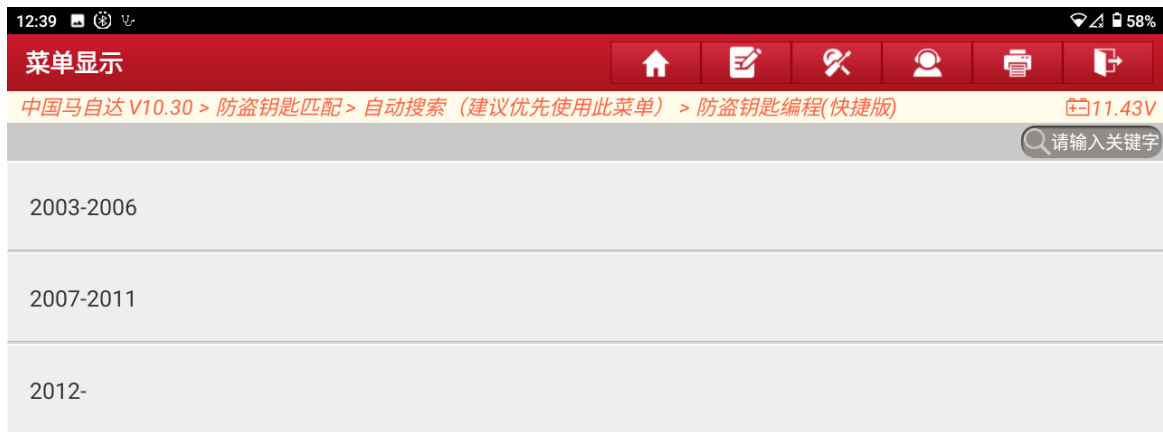 12:39 58%
菜单显示
中国马自达 V10.30 > 防盗钥匙匹配 > 自动搜索（建议优先使用此菜单） > 防盗钥匙编程(快捷版) 11.43V
请输入关键字
2003-2006
2007-2011
2012-